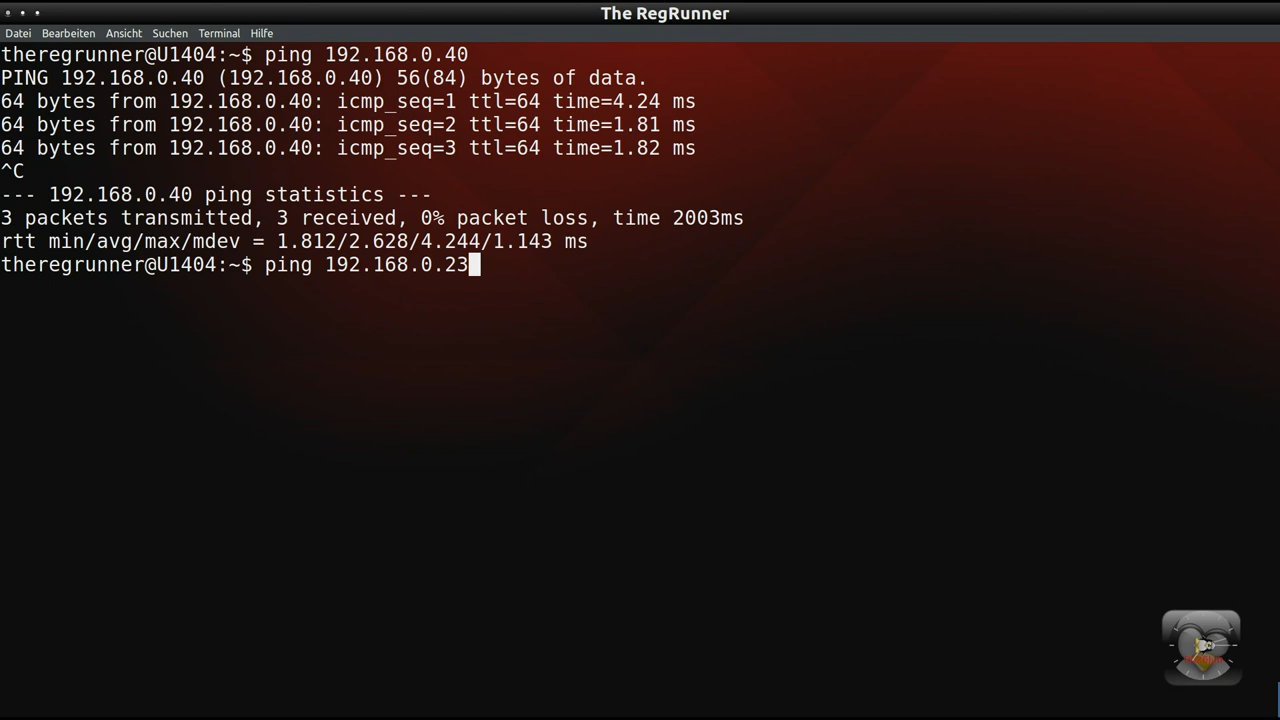 The RegRunner
Datei Bearbeiten Ansicht Suchen Terminal Hilfe
theregrunner@U1404:~$ ping 192.168.0.40
PING 192.168.0.40 (192.168.0.40) 56(84) bytes of data.
64 bytes from 192.168.0.40: icmp_seq=1 ttl=64 time=4.24 ms
64 bytes from 192.168.0.40: icmp_seq=2 ttl=64 time=1.81 ms
64 bytes from 192.168.0.40: icmp_seq=3 ttl=64 time=1.82 ms
^C
--- 192.168.0.40 ping statistics ---
3 packets transmitted, 3 received, 0% packet loss, time 2003ms
rtt min/avg/max/mdev = 1.812/2.628/4.244/1.143 ms
theregrunner@U1404:~$ ping 192.168.0.23